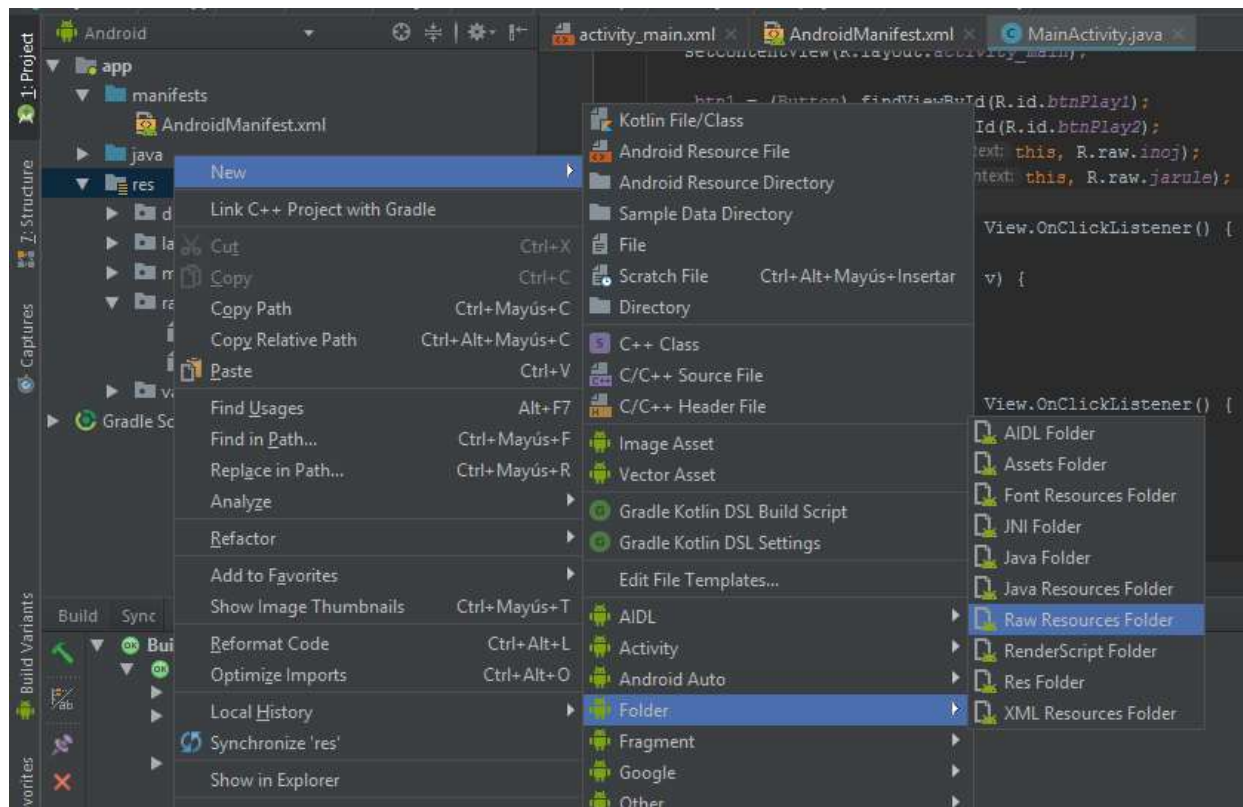 1: Project
7: Structure
Captures
Build Variants
Android
app
manifests
AndroidManifest.xml
java
res
Gradle Sc
Build Sync
Bui
activity_main.xml
AndroidManifest.xml
MainActivity.java
setContentView(R.layout.activity_main);
btn1 = (Button) findViewById(R.id.btnPlay1);
Id(R.id.btnPlay2);
this, R.raw.inoj);
this, R.raw.jarule);
View.OnClickListener() {
v) {
View.OnClickListener() {
New
Link C++ Project with Gradle
Cut Ctrl+X
Copy Ctrl+C
Copy Path Ctrl+Mayús+C
Copy Relative Path Ctrl+Alt+Mayús+C
Paste Ctrl+V
Find Usages Alt+F7
Find in Path... Ctrl+Mayús+F
Replace in Path... Ctrl+Mayús+R
Analyze
Refactor
Add to Favorites
Show Image Thumbnails Ctrl+Mayús+T
Reformat Code Ctrl+Alt+L
Optimize Imports Ctrl+Alt+O
Local History
Synchronize 'res'
Show in Explorer
Kotlin File/Class
Android Resource File
Android Resource Directory
Sample Data Directory
File
Scratch File Ctrl+Alt+Mayús+Insertar
Directory
C++ Class
C/C++ Source File
C/C++ Header File
Image Asset
Vector Asset
Gradle Kotlin DSL Build Script
Gradle Kotlin DSL Settings
Edit File Templates...
AIDL
Activity
Android Auto
Folder
Fragment
Google
Other
AIDL Folder
Assets Folder
Font Resources Folder
JNI Folder
Java Folder
Java Resources Folder
Raw Resources Folder
RenderScript Folder
Res Folder
XML Resources Folder